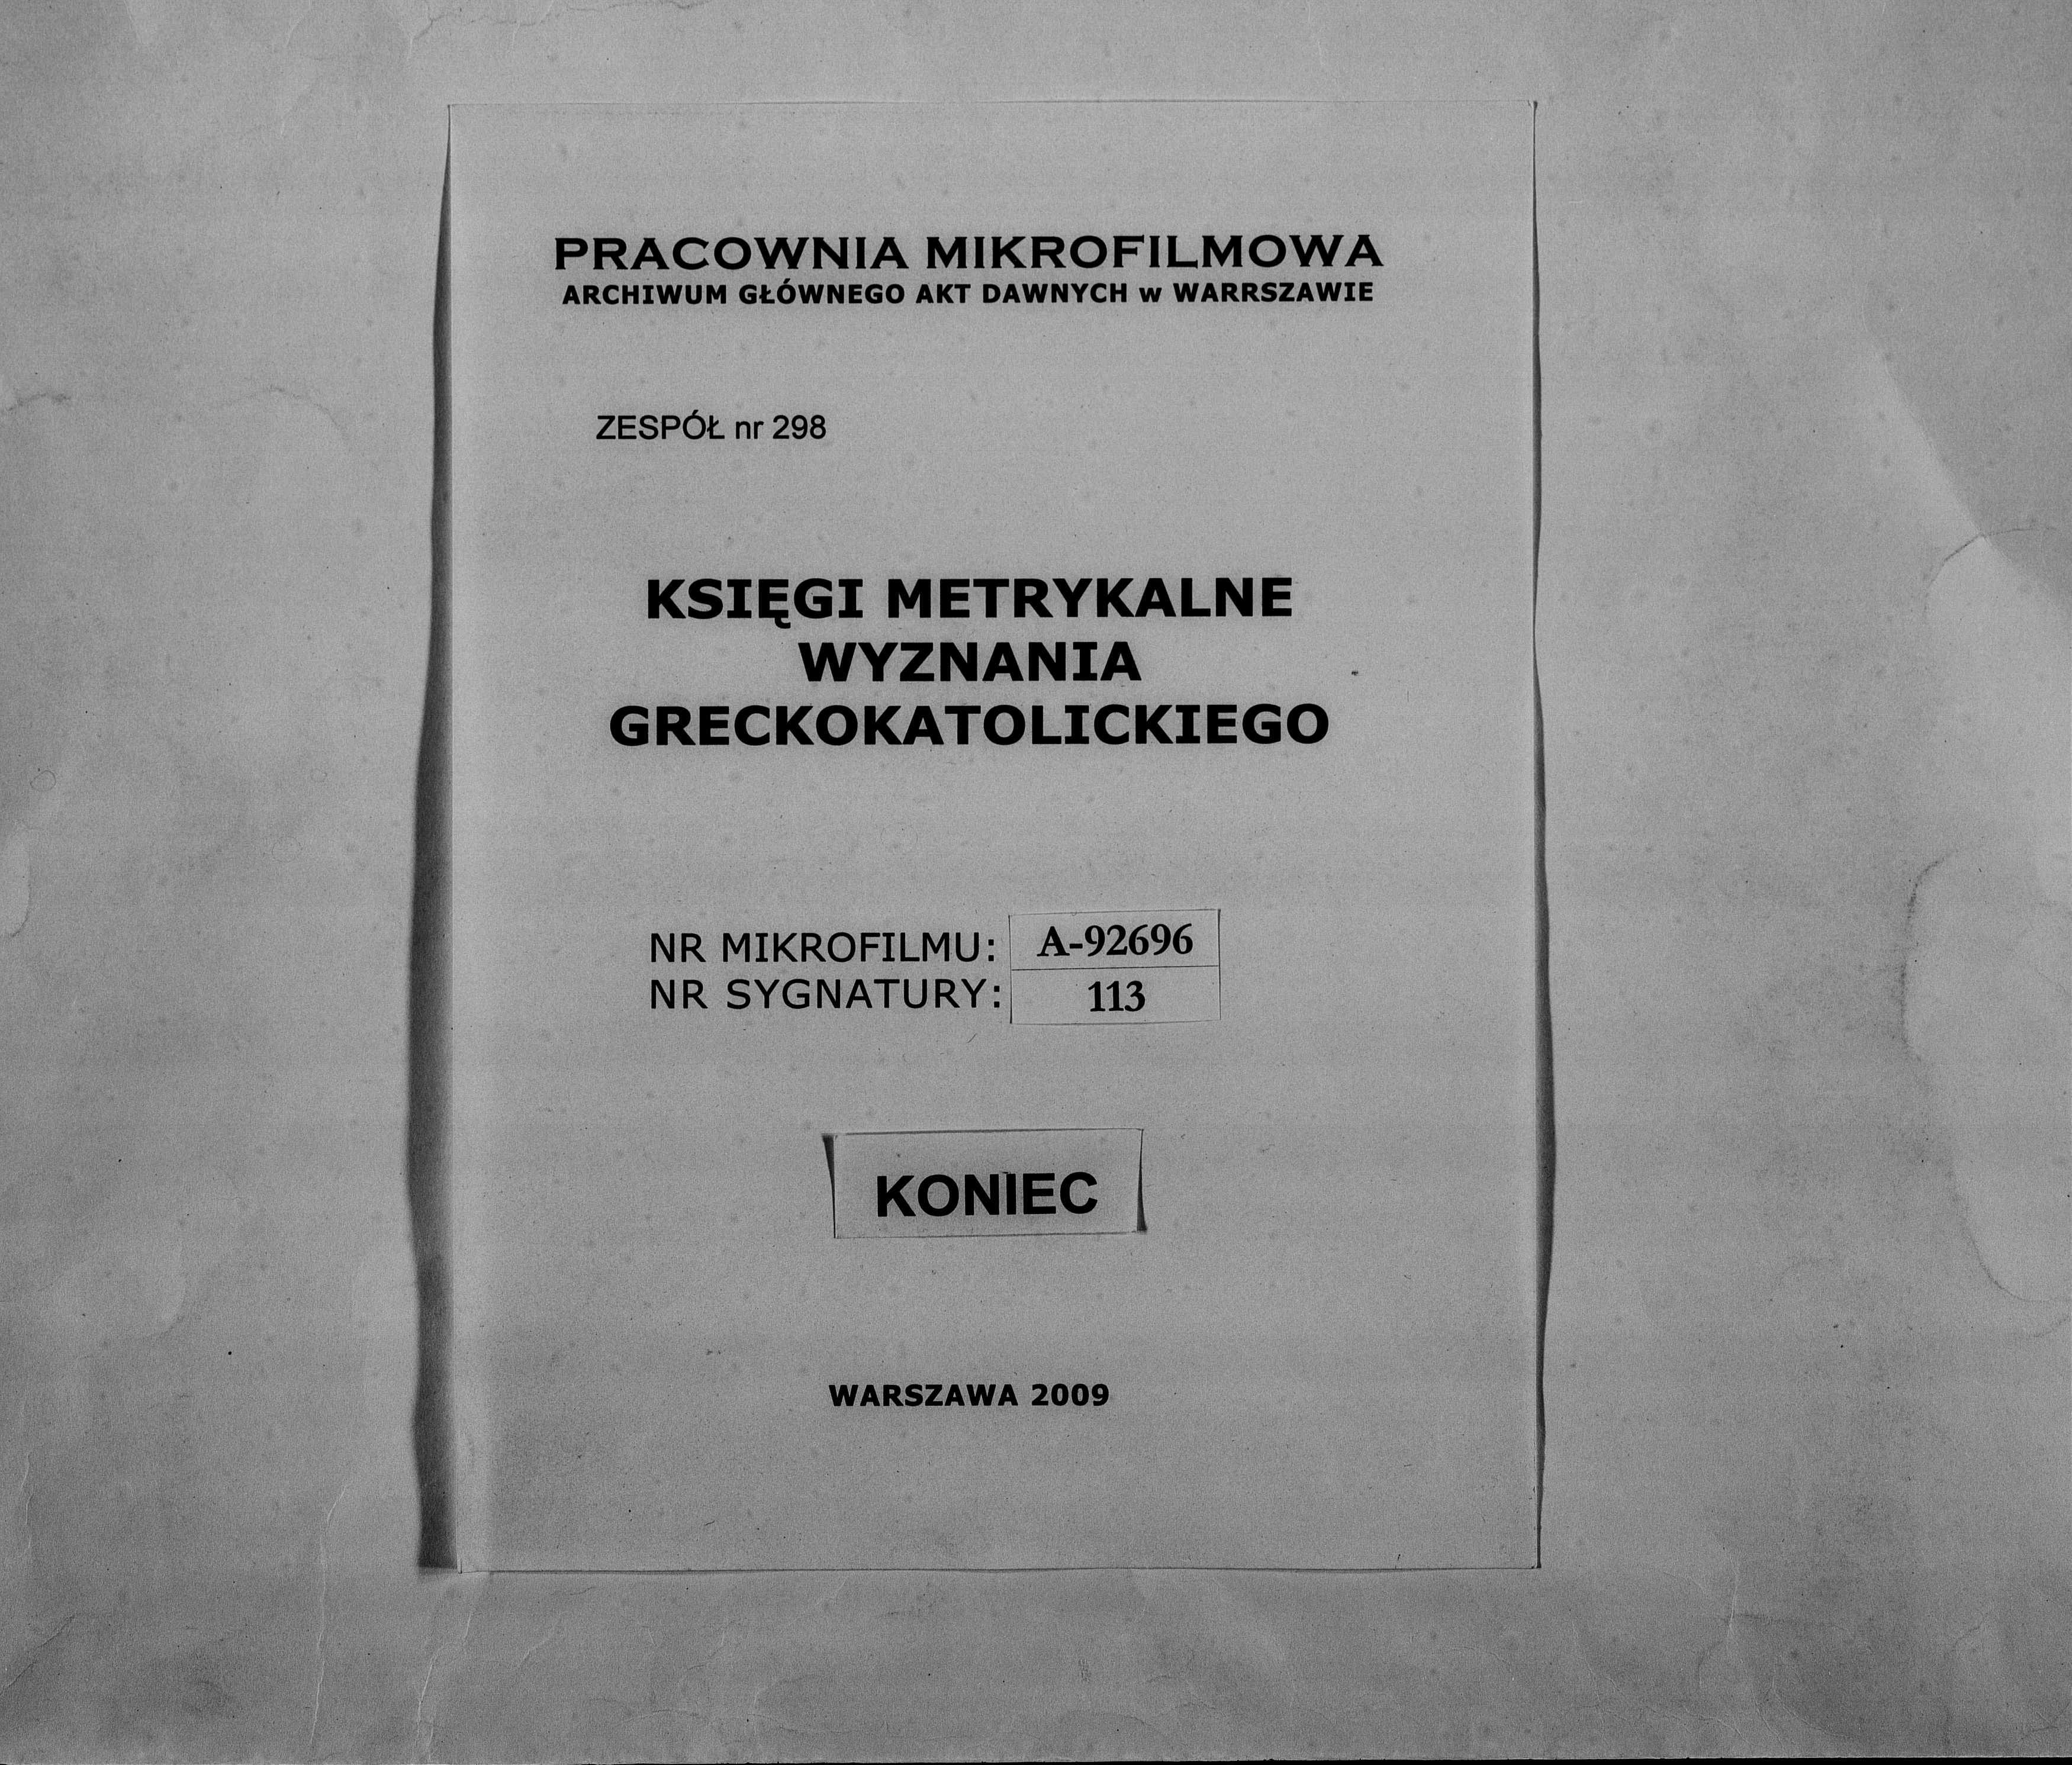 PRACOWNIA MIKROFILMOWA
ARCHIWUM GŁÓWNEGO AKT DAWNYCH w WARRSZAWIE
ZESPÓŁ nr 298
KSIĘGI METRYKALNE
WYZNANIA
GRECKOKATOLICKIEGO
NR MIKROFILMU: A-92696
NR SYGNATURY: 113
KONIEC
WARSZAWA 2009